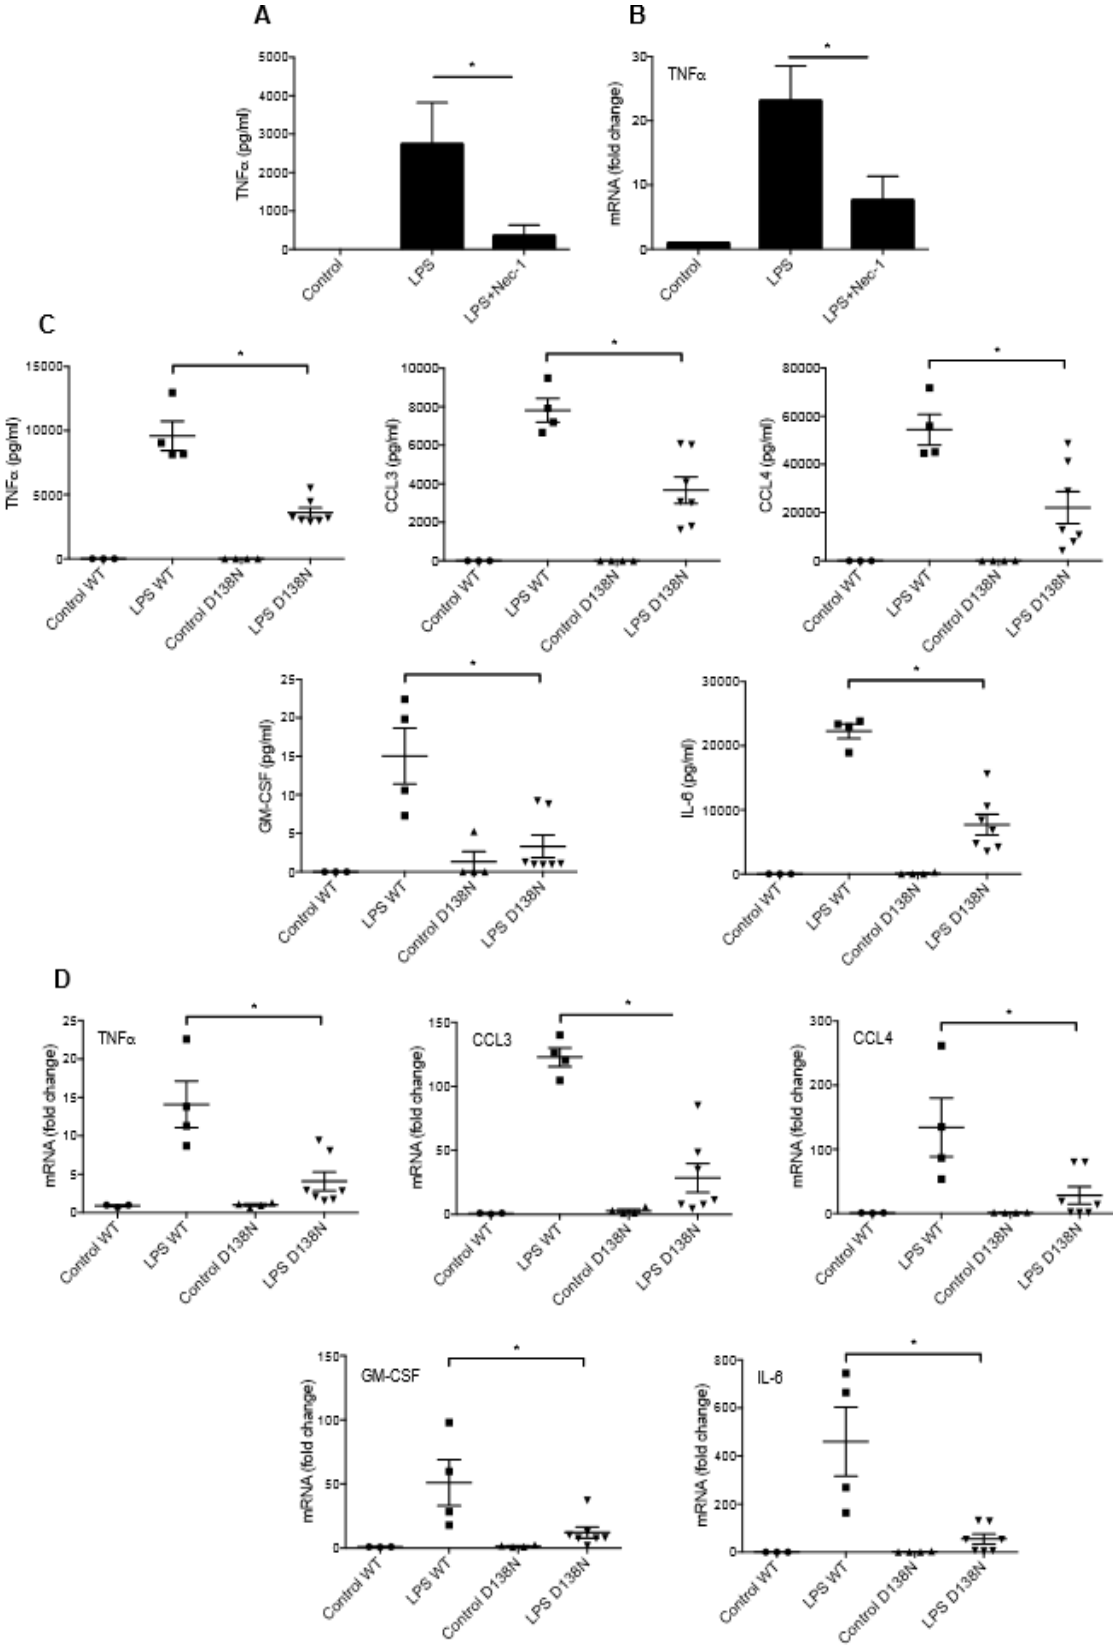 A
B
5000
4000
3000
2000
1000
0
TNFα (pg/ml)
*
Control
LPS
LPS+Nec-1
30
20
10
0
mRNA (fold change)
TNFα
*
Control
LPS
LPS+Nec-1
C
15000
10000
5000
0
TNFα (pg/ml)
*
Control WT
LPS WT
Control D138N
LPS D138N
10000
8000
6000
4000
2000
0
CCL3 (pg/ml)
*
Control WT
LPS WT
Control D138N
LPS D138N
80000
60000
40000
20000
0
CCL4 (pg/ml)
*
Control WT
LPS WT
Control D138N
LPS D138N
25
20
15
10
5
0
GM-CSF (pg/ml)
*
Control WT
LPS WT
Control D138N
LPS D138N
30000
20000
10000
0
IL-6 (pg/ml)
*
Control WT
LPS WT
Control D138N
LPS D138N
D
25
20
15
10
5
0
mRNA (fold change)
TNFα
*
Control WT
LPS WT
Control D138N
LPS D138N
150
100
50
0
mRNA (fold change)
CCL3
*
Control WT
LPS WT
Control D138N
LPS D138N
300
200
100
0
mRNA (fold change)
CCL4
*
Control WT
LPS WT
Control D138N
LPS D138N
150
100
50
0
mRNA (fold change)
GM-CSF
*
Control WT
LPS WT
Control D138N
LPS D138N
800
600
400
200
0
mRNA (fold change)
IL-6
*
Control WT
LPS WT
Control D138N
LPS D138N